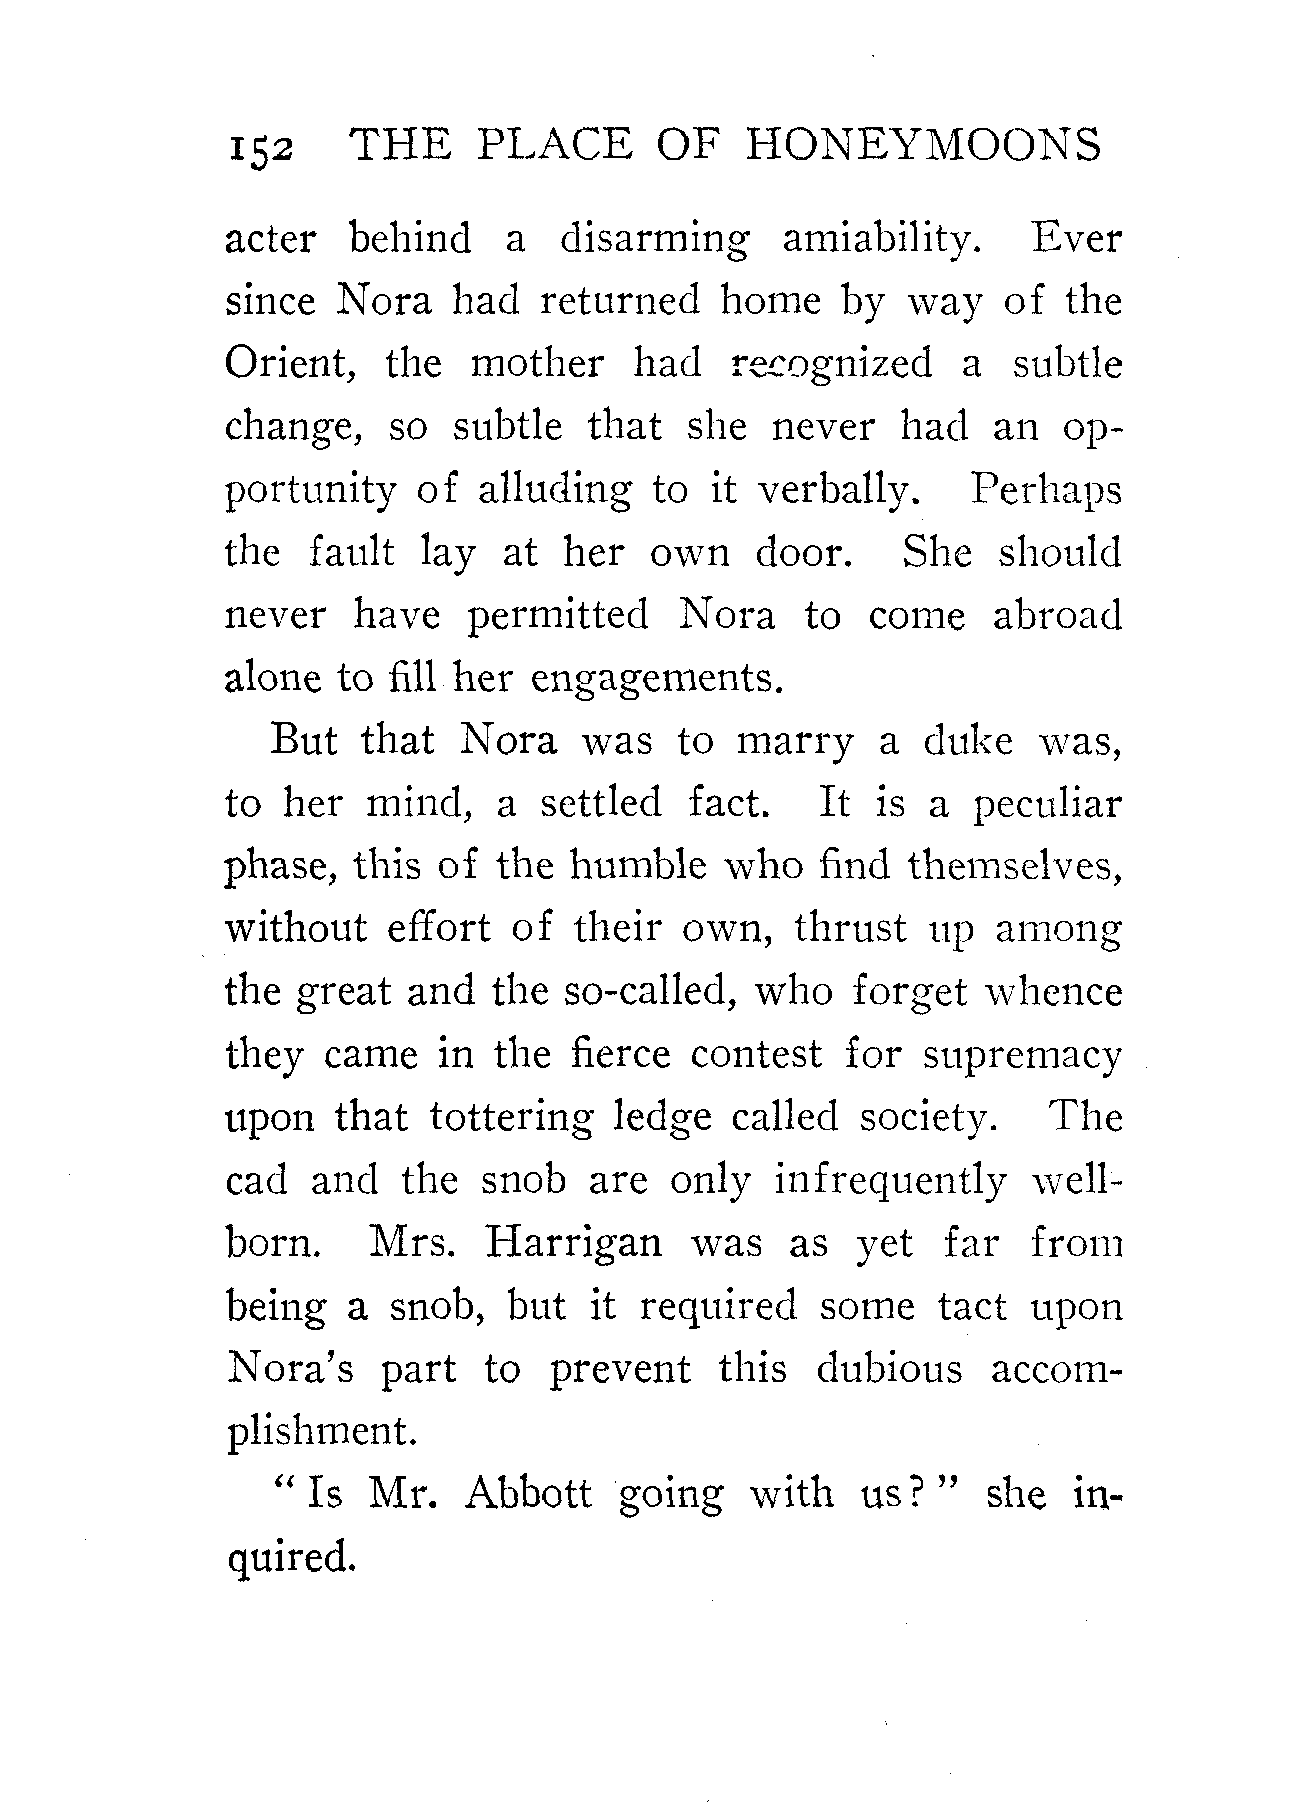 152 THE PLACE OF HONEYMOONS
acter behind a disarming amiability. Ever
since Nora had returned home by way of the
Orient, the mother had recognized a subtle
change, so subtle that she never had an op-
portunity of alluding to it verbally. Perhaps
the fault lay at her own door. She should
never have permitted Nora to come abroad
alone to fill her engagements.
But that Nora was to marry a duke was,
to her mind, a settled fact. It is a peculiar
phase, this of the humble who find themselves,
without effort of their own, thrust up among
the great and the so-called, who forget whence
they came in the fierce contest for supremacy
upon that tottering ledge called society. The
cad and the snob are only infrequently well-
born. Mrs. Harrigan was as yet far from
being a snob, but it required some tact upon
Nora's part to prevent this dubious accom-
plishment.
"Is Mr. Abbott going with us?" she in-
quired.